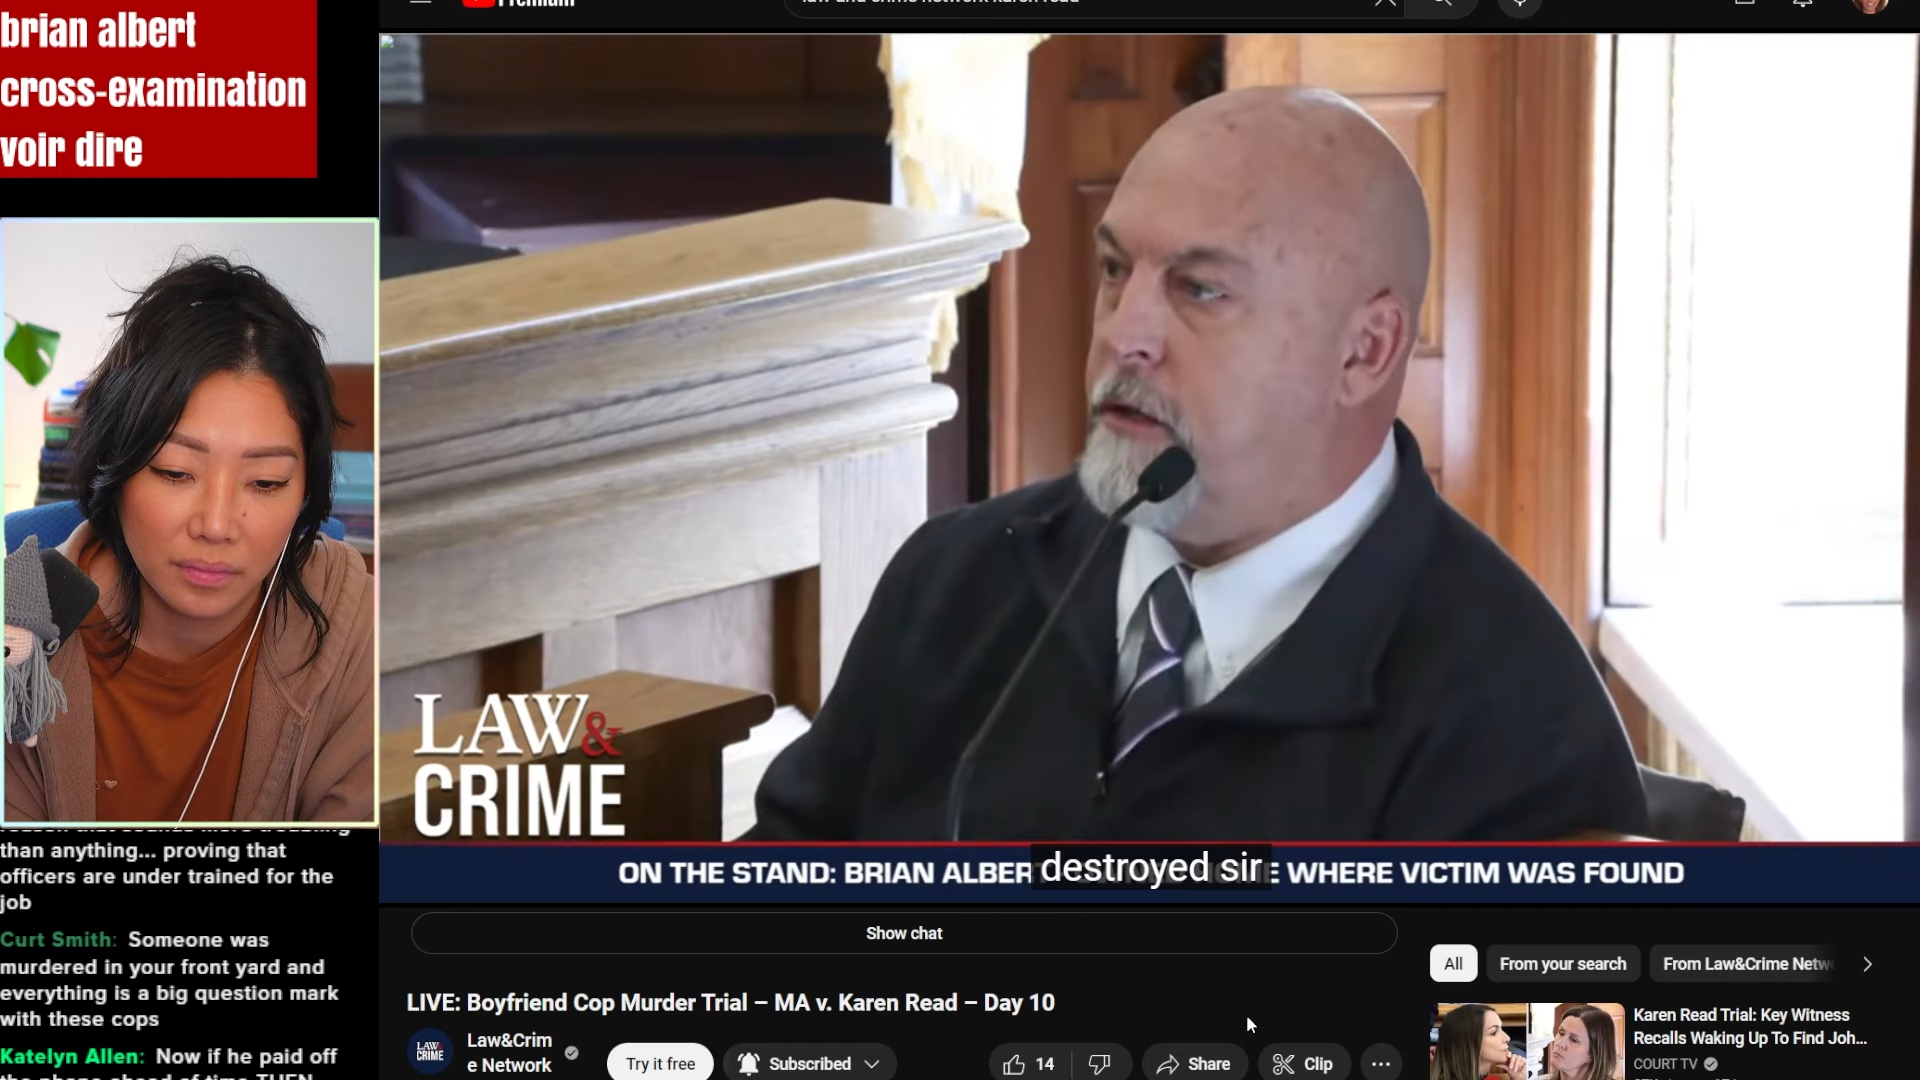 brian albert
cross-examination
voir dire
than anything... proving that
officers are under trained for the
job
Curt Smith: Someone was
murdered in your front yard and
everything is a big question mark
with these cops
Katelyn Allen: Now if he paid off
LAW&
CRIME
ON THE STAND: BRIAN ALBERT
destroyed sir
WHERE VICTIM WAS FOUND
Show chat
All
From your search
From Law&Crime Netw
LIVE: Boyfriend Cop Murder Trial – MA v. Karen Read – Day 10
LAW&
CRIME
Law&Crim
e Network
Try it free
Subscribed
14
Share
Clip
Karen Read Trial: Key Witness
Recalls Waking Up To Find Joh...
COURT TV